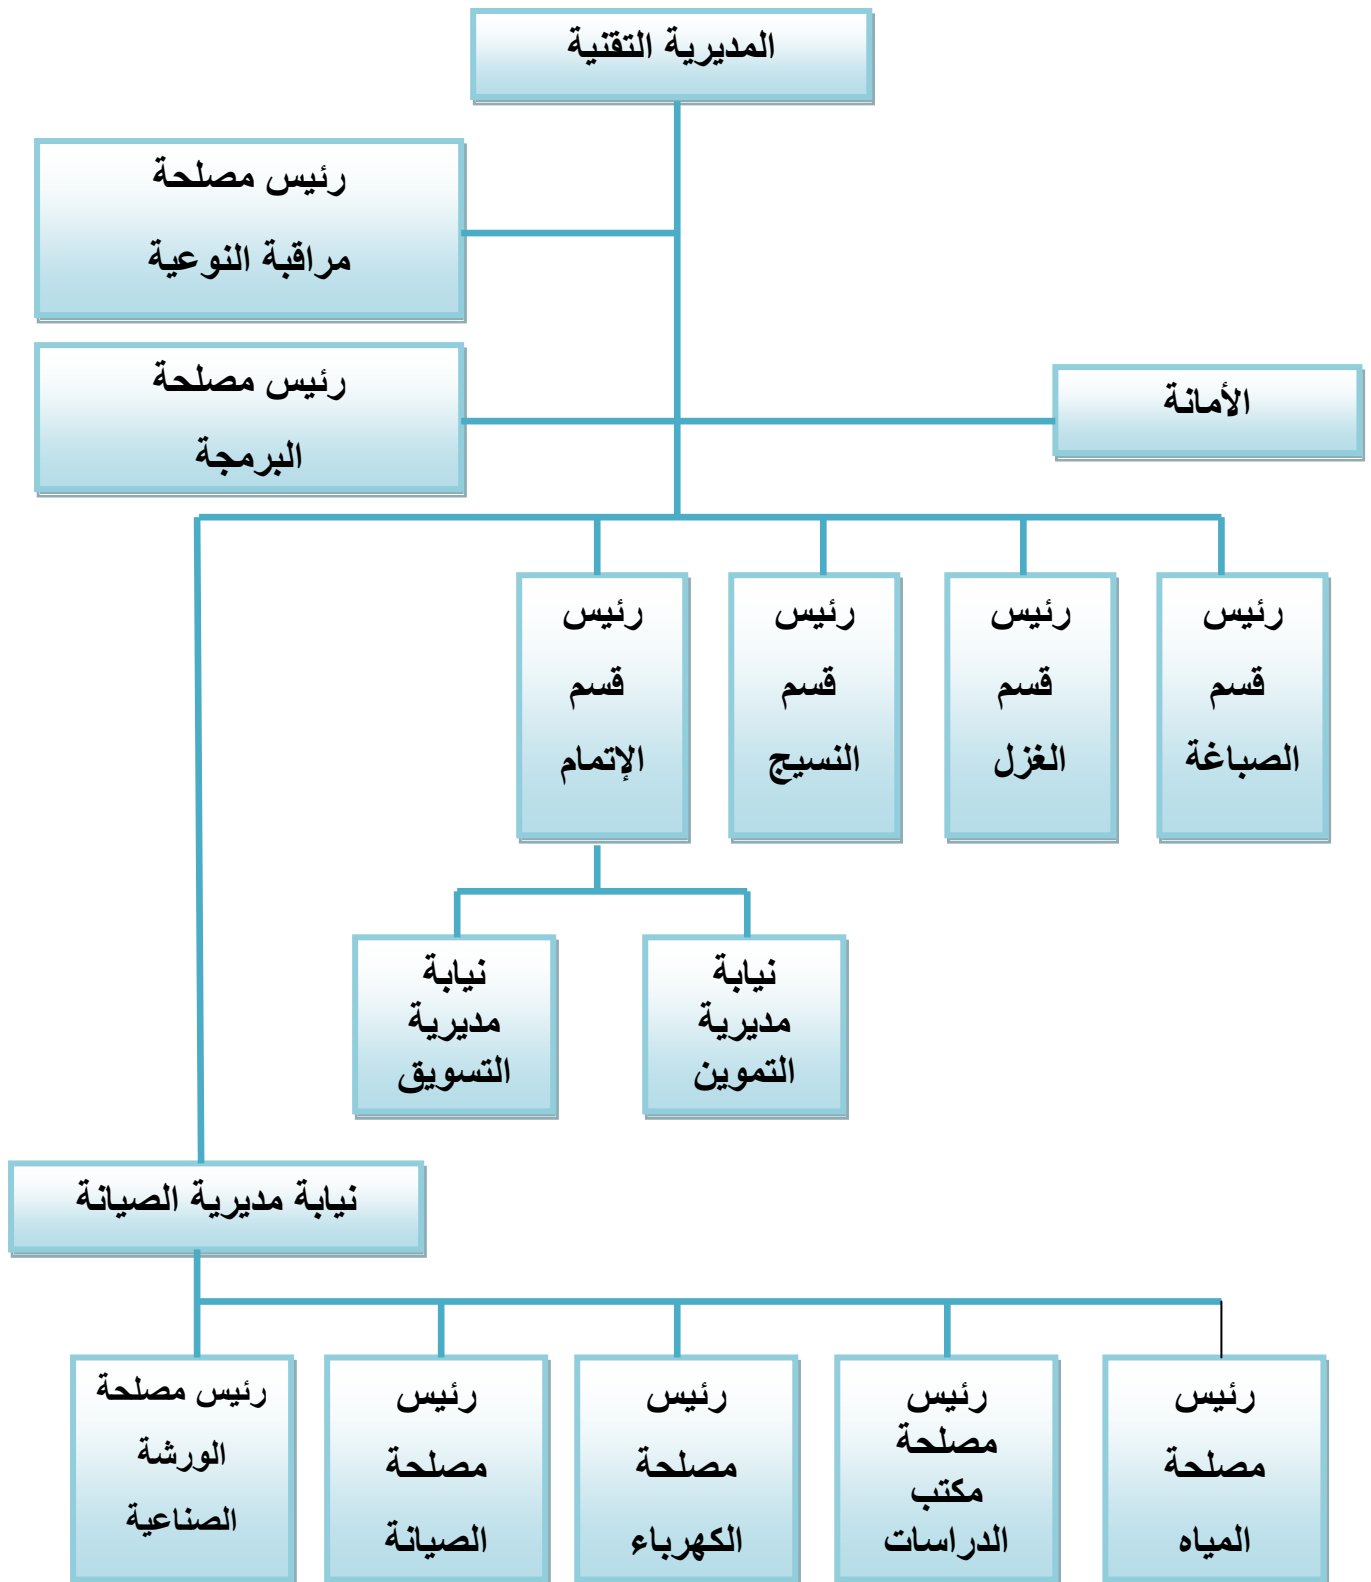 المديرية التقنية
رئيس مصلحة
مراقبة النوعية
رئيس مصلحة
البرمجة
الأمانة
رئيس
قسم
الصباغة
رئيس
قسم
الغزل
رئيس
قسم
النسيج
رئيس
قسم
الإتمام
نيابة
مديرية
التموين
نيابة
مديرية
التسويق
نيابة مديرية الصيانة
رئيس
مصلحة
المياه
رئيس
مصلحة
مكتب
الدراسات
رئيس
مصلحة
الكهرباء
رئيس
مصلحة
الصيانة
رئيس مصلحة
الورشة
الصناعية